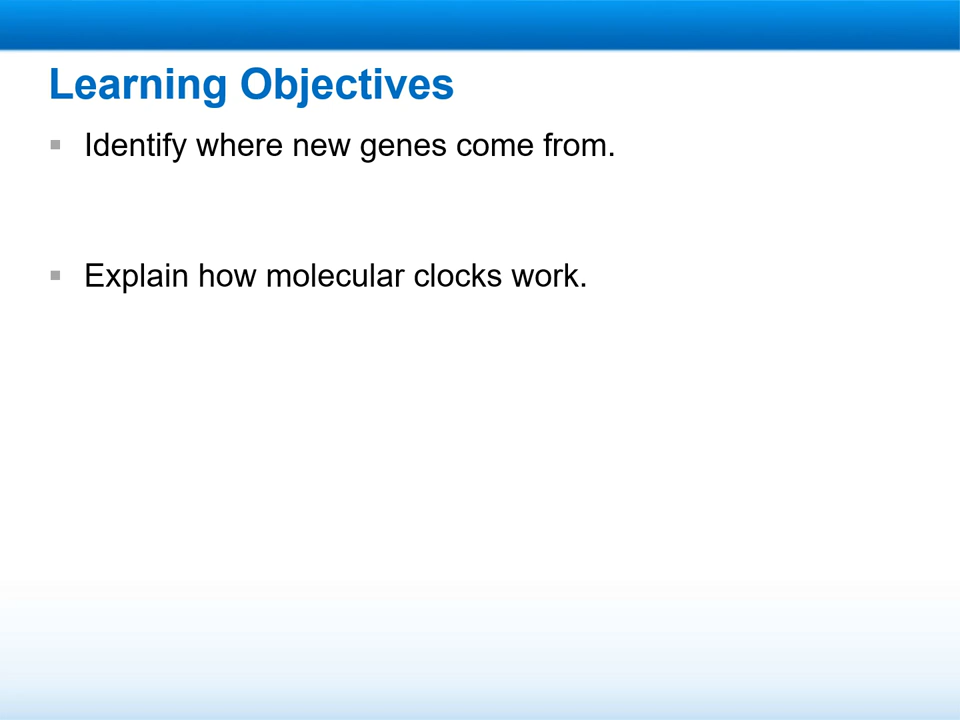 Learning Objectives
▪ Identify where new genes come from.
▪ Explain how molecular clocks work.